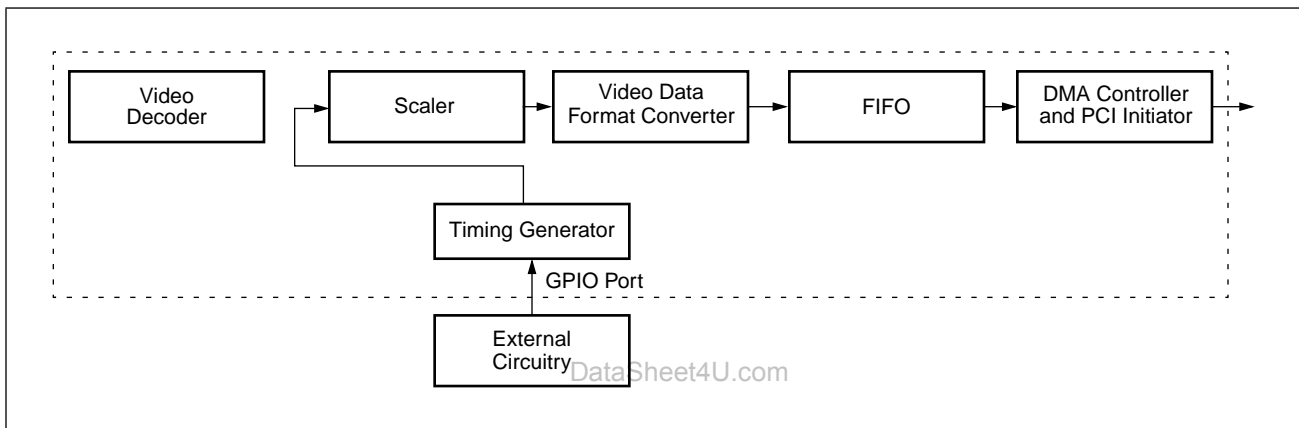 Video
Decoder
Scaler
Video Data
Format Converter
FIFO
DMA Controller
and PCI Initiator
Timing Generator
GPIO Port
External
Circuitry
DataSheet4U.com